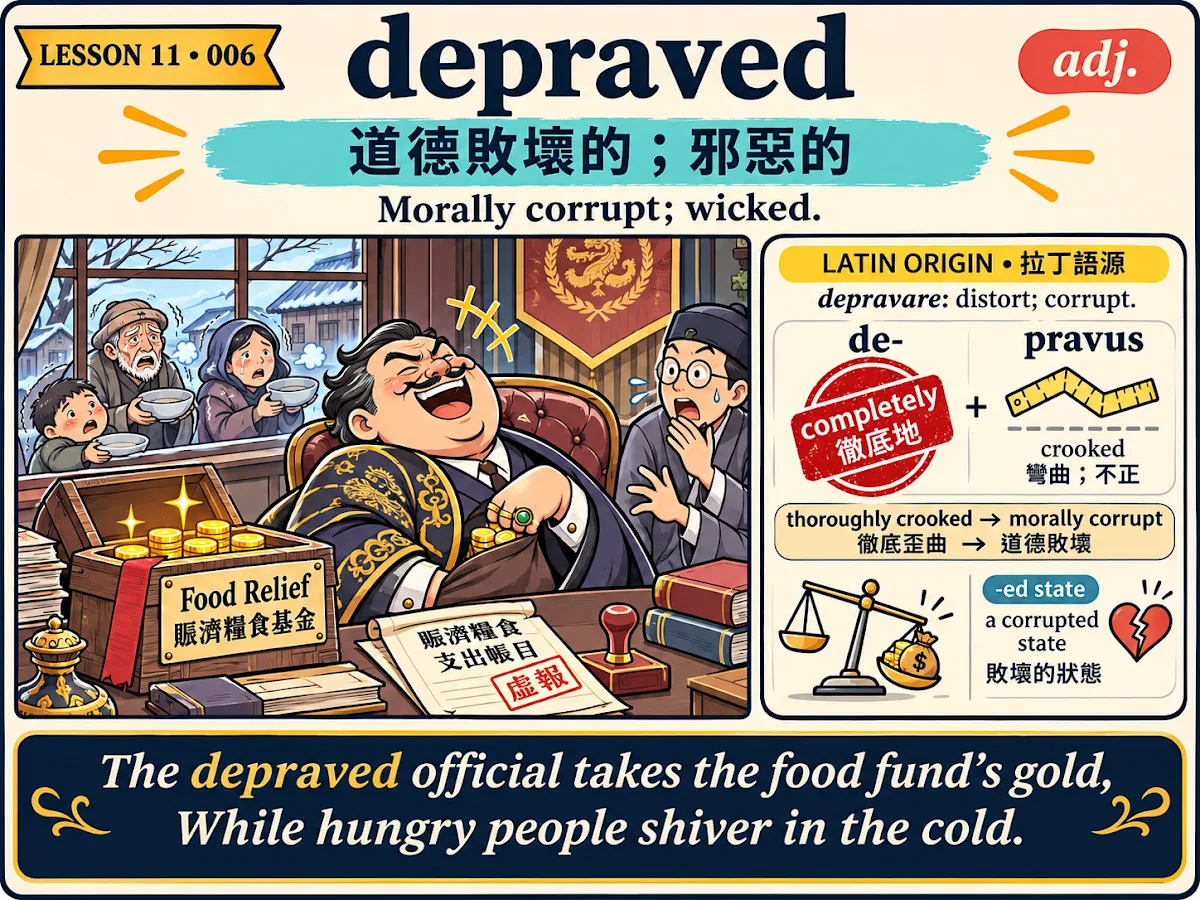 LESSON 11 • 006
depraved
adj.
道德敗壞的；邪惡的
Morally corrupt; wicked.
Food Relief
賑濟糧食基金
賑濟糧食
支出帳目
虛報
LATIN ORIGIN • 拉丁語源
depravare: distort; corrupt.
de-
completely
徹底地
+
pravus
crooked
彎曲；不正
thoroughly crooked → morally corrupt
徹底歪曲 → 道德敗壞
$
-ed state
a corrupted
state
敗壞的狀態
The depraved official takes the food fund's gold,
While hungry people shiver in the cold.